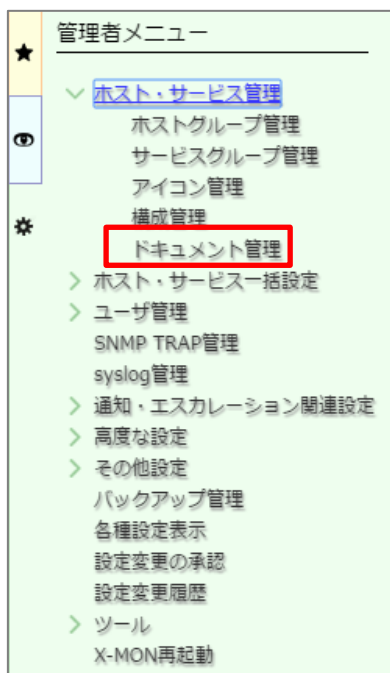 管理者メニュー
ホスト・サービス管理
ホストグループ管理
サービスグループ管理
アイコン管理
構成管理
ドキュメント管理
ホスト・サービス一括設定
ユーザ管理
SNMP TRAP管理
syslog管理
通知・エスカレーション関連設定
高度な設定
その他設定
バックアップ管理
各種設定表示
設定変更の承認
設定変更履歴
ツール
X-MON再起動